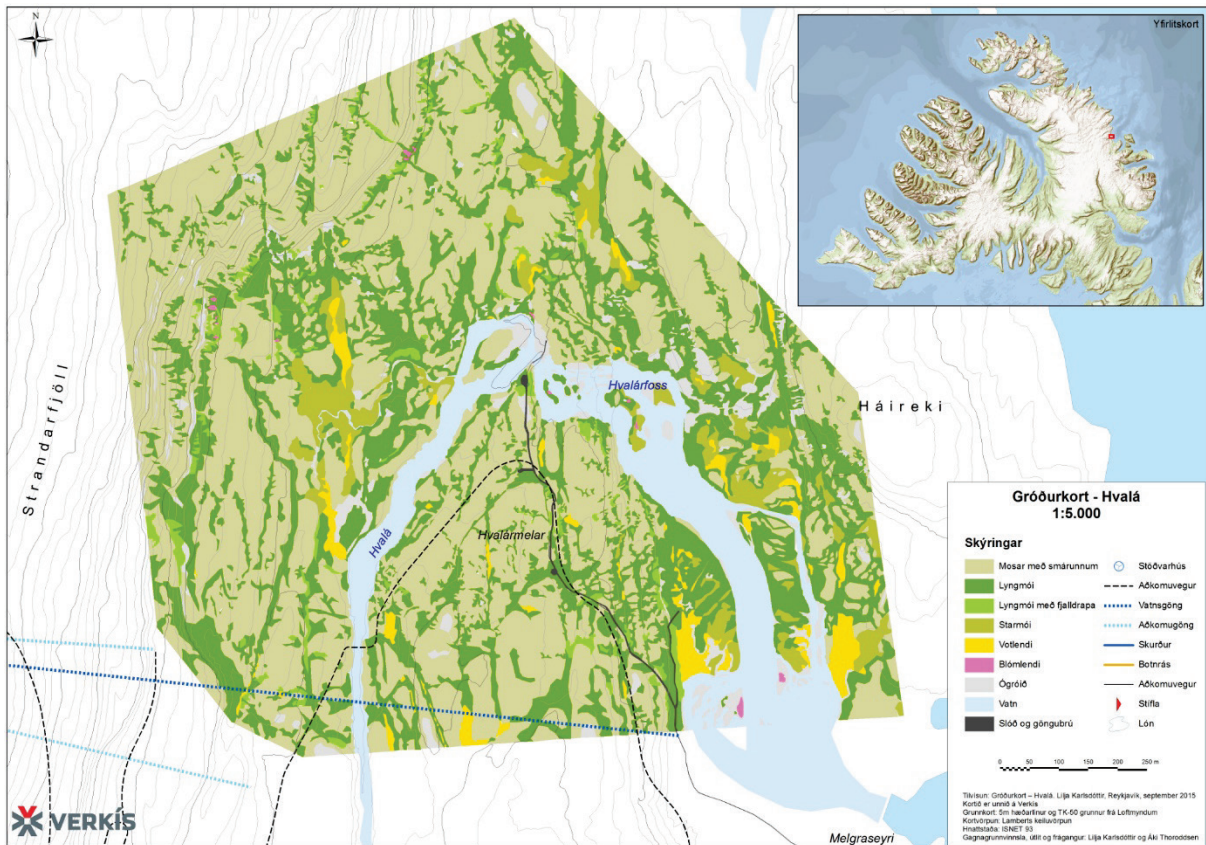 N
Yfirlitskort
Strandarfjöll
Hvalárfoss
Háireki
Hvalá
Hvalármelar
Melgraseyri
VERKÍS
Gróðurkort - Hvalá
1:5.000
Skýringar
Mosar með smárunnum
Lyngmói
Lyngmói með fjalldrapa
Starmói
Votlendi
Blómlendi
Ógróið
Vatn
Slóð og göngubrú
Stöðvarhús
Aðkomuvegur
Vatnsgöng
Aðkomugöng
Skurður
Botnrás
Aðkomuvegur
Stífla
Lón
0 50 100 150 200 250 m
Tilvísun: Gróðurkort – Hvalá. Lilja Karlsdóttir, Reykjavík, september 2015
Kortið er unnið á Verkís
Grunnkort: 5m hæðarlínur og TK-50 grunnur frá Loftmyndum
Kortvörpun: Lamberts keiluvörpun
Hnattstaða: ISNET 93
Gagnagrunnvinnsla, útlit og frágangur: Lilja Karlsdóttir og Áki Thoroddsen